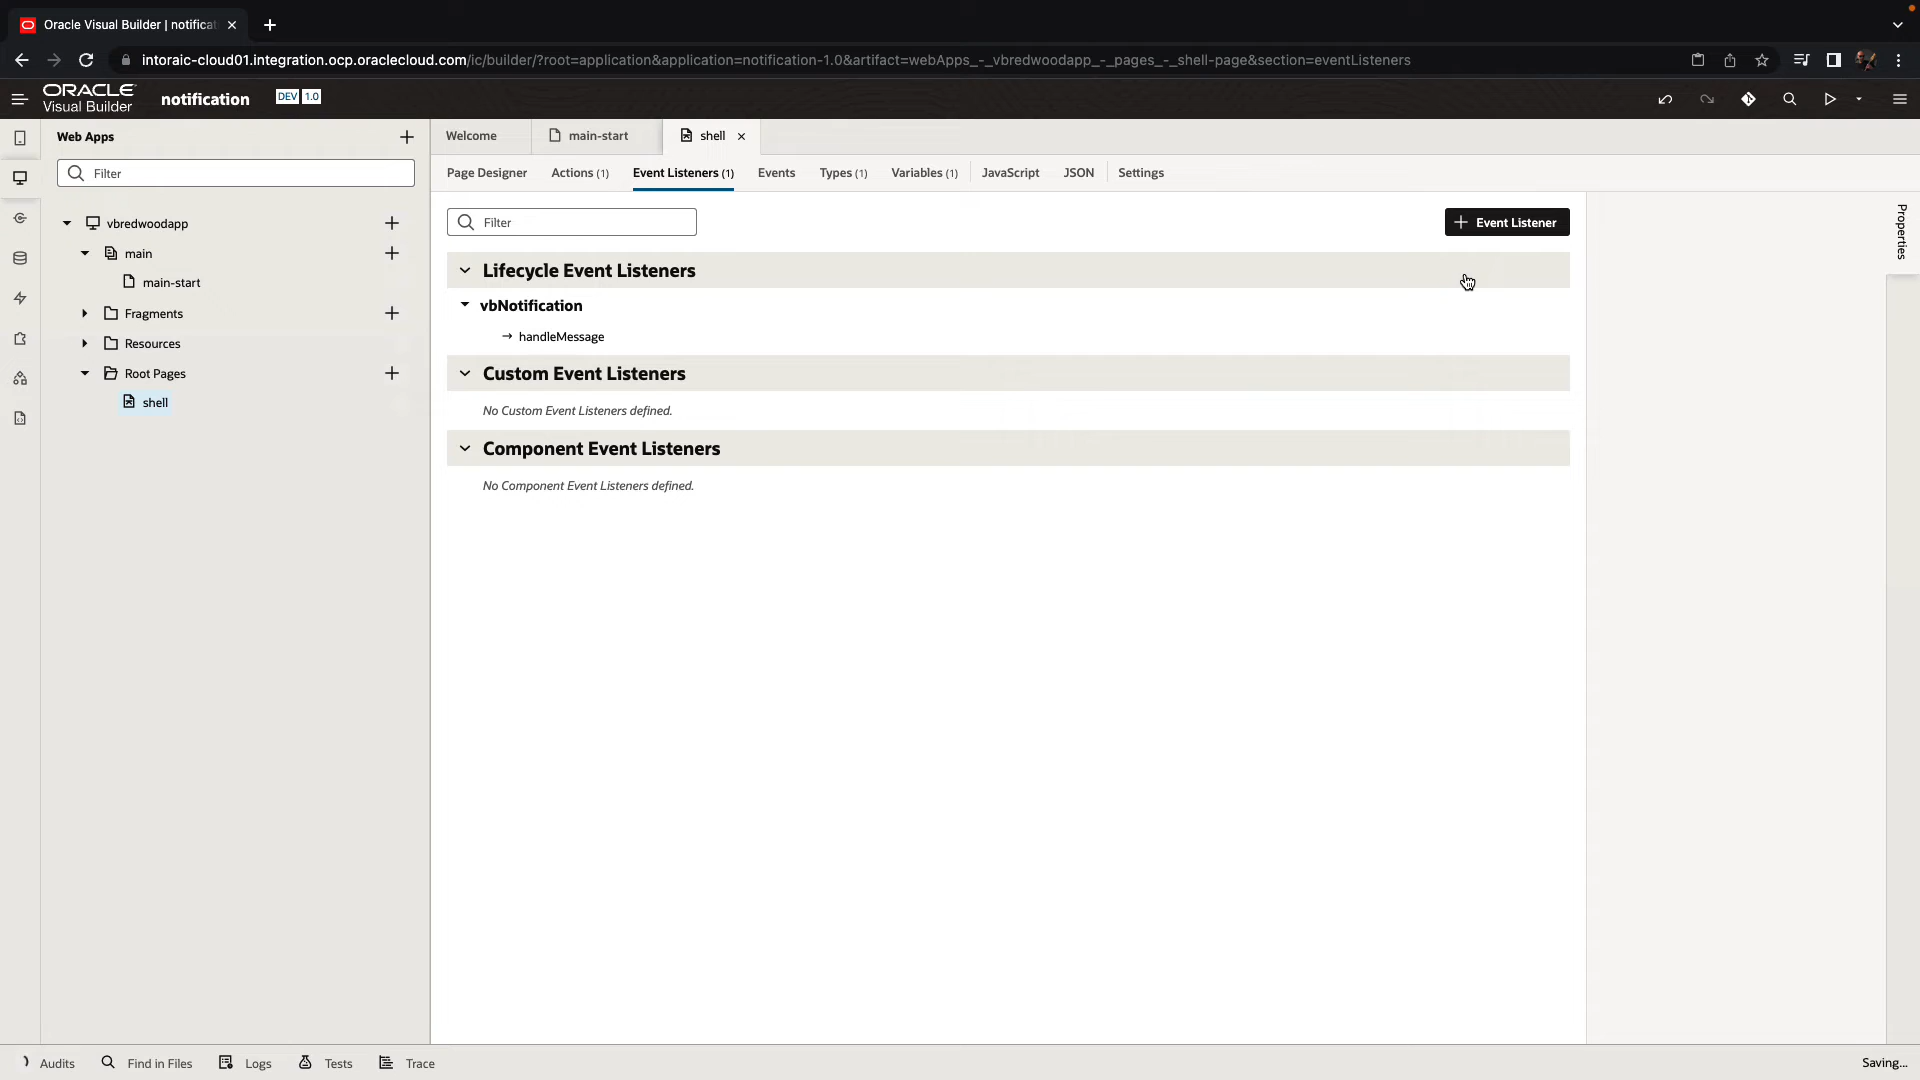 Oracle Visual Builder | notificat
intoraic-cloud01.integration.ocp.oraclecloud.com/ic/builder/?root=application&application=notification-1.0&artifact=webApps_-_vbredwoodapp_-_pages_-_shell-page&section=eventListeners
ORACLE
Visual Builder
notification
DEV 1.0
Web Apps
Welcome
main-start
shell
Filter
Page Designer
Actions (1)
Event Listeners (1)
Events
Types (1)
Variables (1)
JavaScript
JSON
Settings
Properties
vbredwoodapp
main
main-start
Fragments
Resources
Root Pages
shell
Filter
Event Listener
Lifecycle Event Listeners
vbNotification
→ handleMessage
Custom Event Listeners
No Custom Event Listeners defined.
Component Event Listeners
No Component Event Listeners defined.
Audits
Find in Files
Logs
Tests
Trace
Saving...